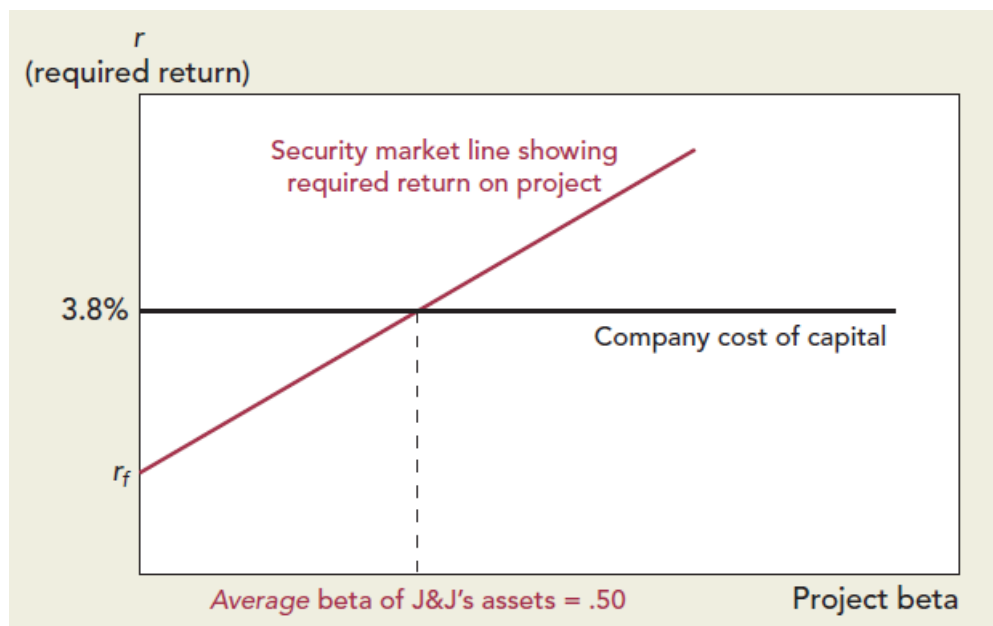 r
(required return)
Security market line showing
required return on project
3.8%
Company cost of capital
rf
Average beta of J&J's assets = .50
Project beta